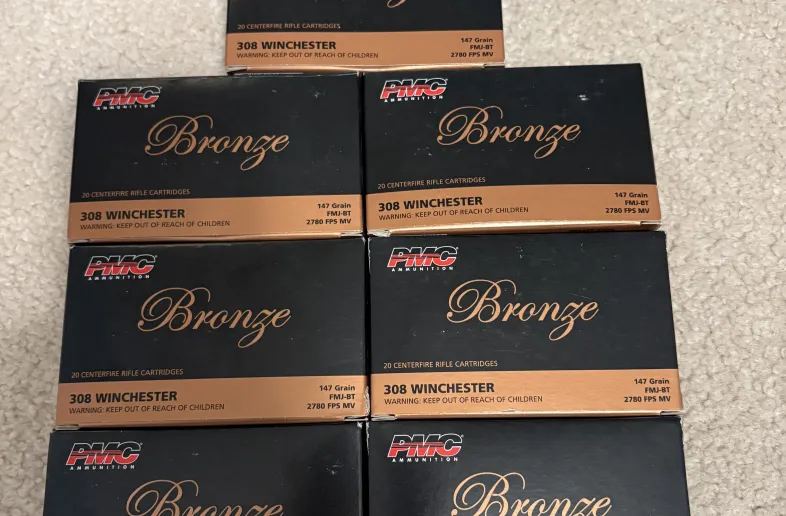 20 CENTERFIRE RIFLE CARTRIDGES
308 WINCHESTER
WARNING: KEEP OUT OF REACH OF CHILDREN
147 Grain
FMJ-BT
2780 FPS MV
PMC
AMMUNITION
Bronze
20 CENTERFIRE RIFLE CARTRIDGES
308 WINCHESTER
WARNING: KEEP OUT OF REACH OF CHILDREN
147 Grain
FMJ-BT
2780 FPS MV
PMC
AMMUNITION
Bronze
20 CENTERFIRE RIFLE CARTRIDGES
308 WINCHESTER
WARNING: KEEP OUT OF REACH OF CHILDREN
147 Grain
FMJ-BT
2780 FPS MV
PMC
AMMUNITION
Bronze
20 CENTERFIRE RIFLE CARTRIDGES
308 WINCHESTER
WARNING: KEEP OUT OF REACH OF CHILDREN
147 Grain
FMJ-BT
2780 FPS MV
PMC
AMMUNITION
Bronze
20 CENTERFIRE RIFLE CARTRIDGES
308 WINCHESTER
WARNING: KEEP OUT OF REACH OF CHILDREN
147 Grain
FMJ-BT
2780 FPS MV
PMC
AMMUNITION
Bronze
PMC
AMMUNITION
Bronze